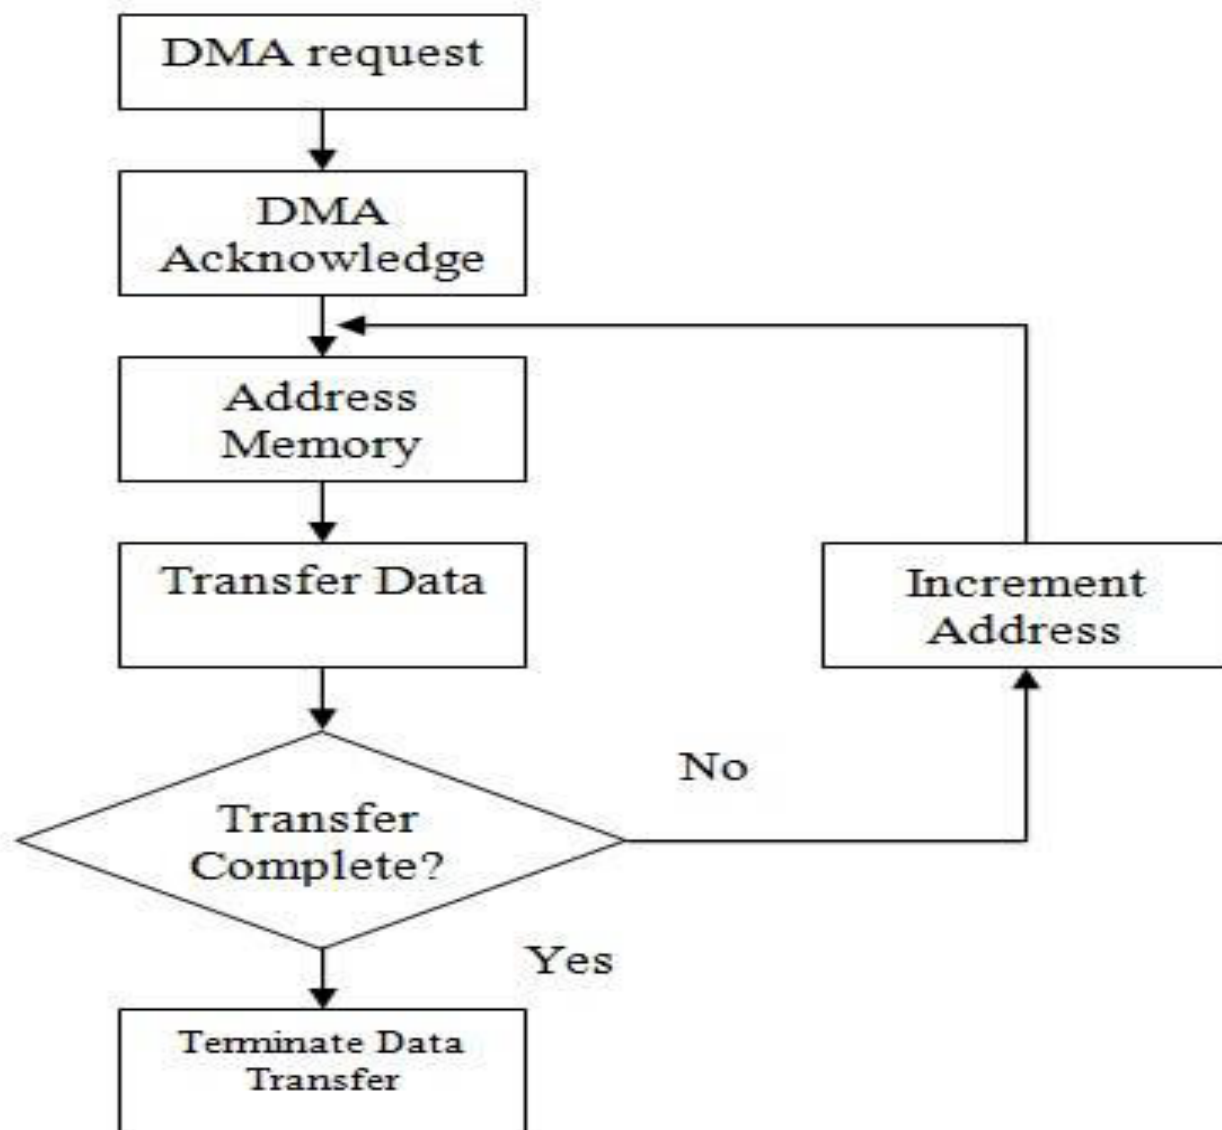 DMA request
DMA
Acknowledge
Address
Memory
Transfer Data
Increment
Address
No
Transfer
Complete?
Yes
Terminate Data
Transfer